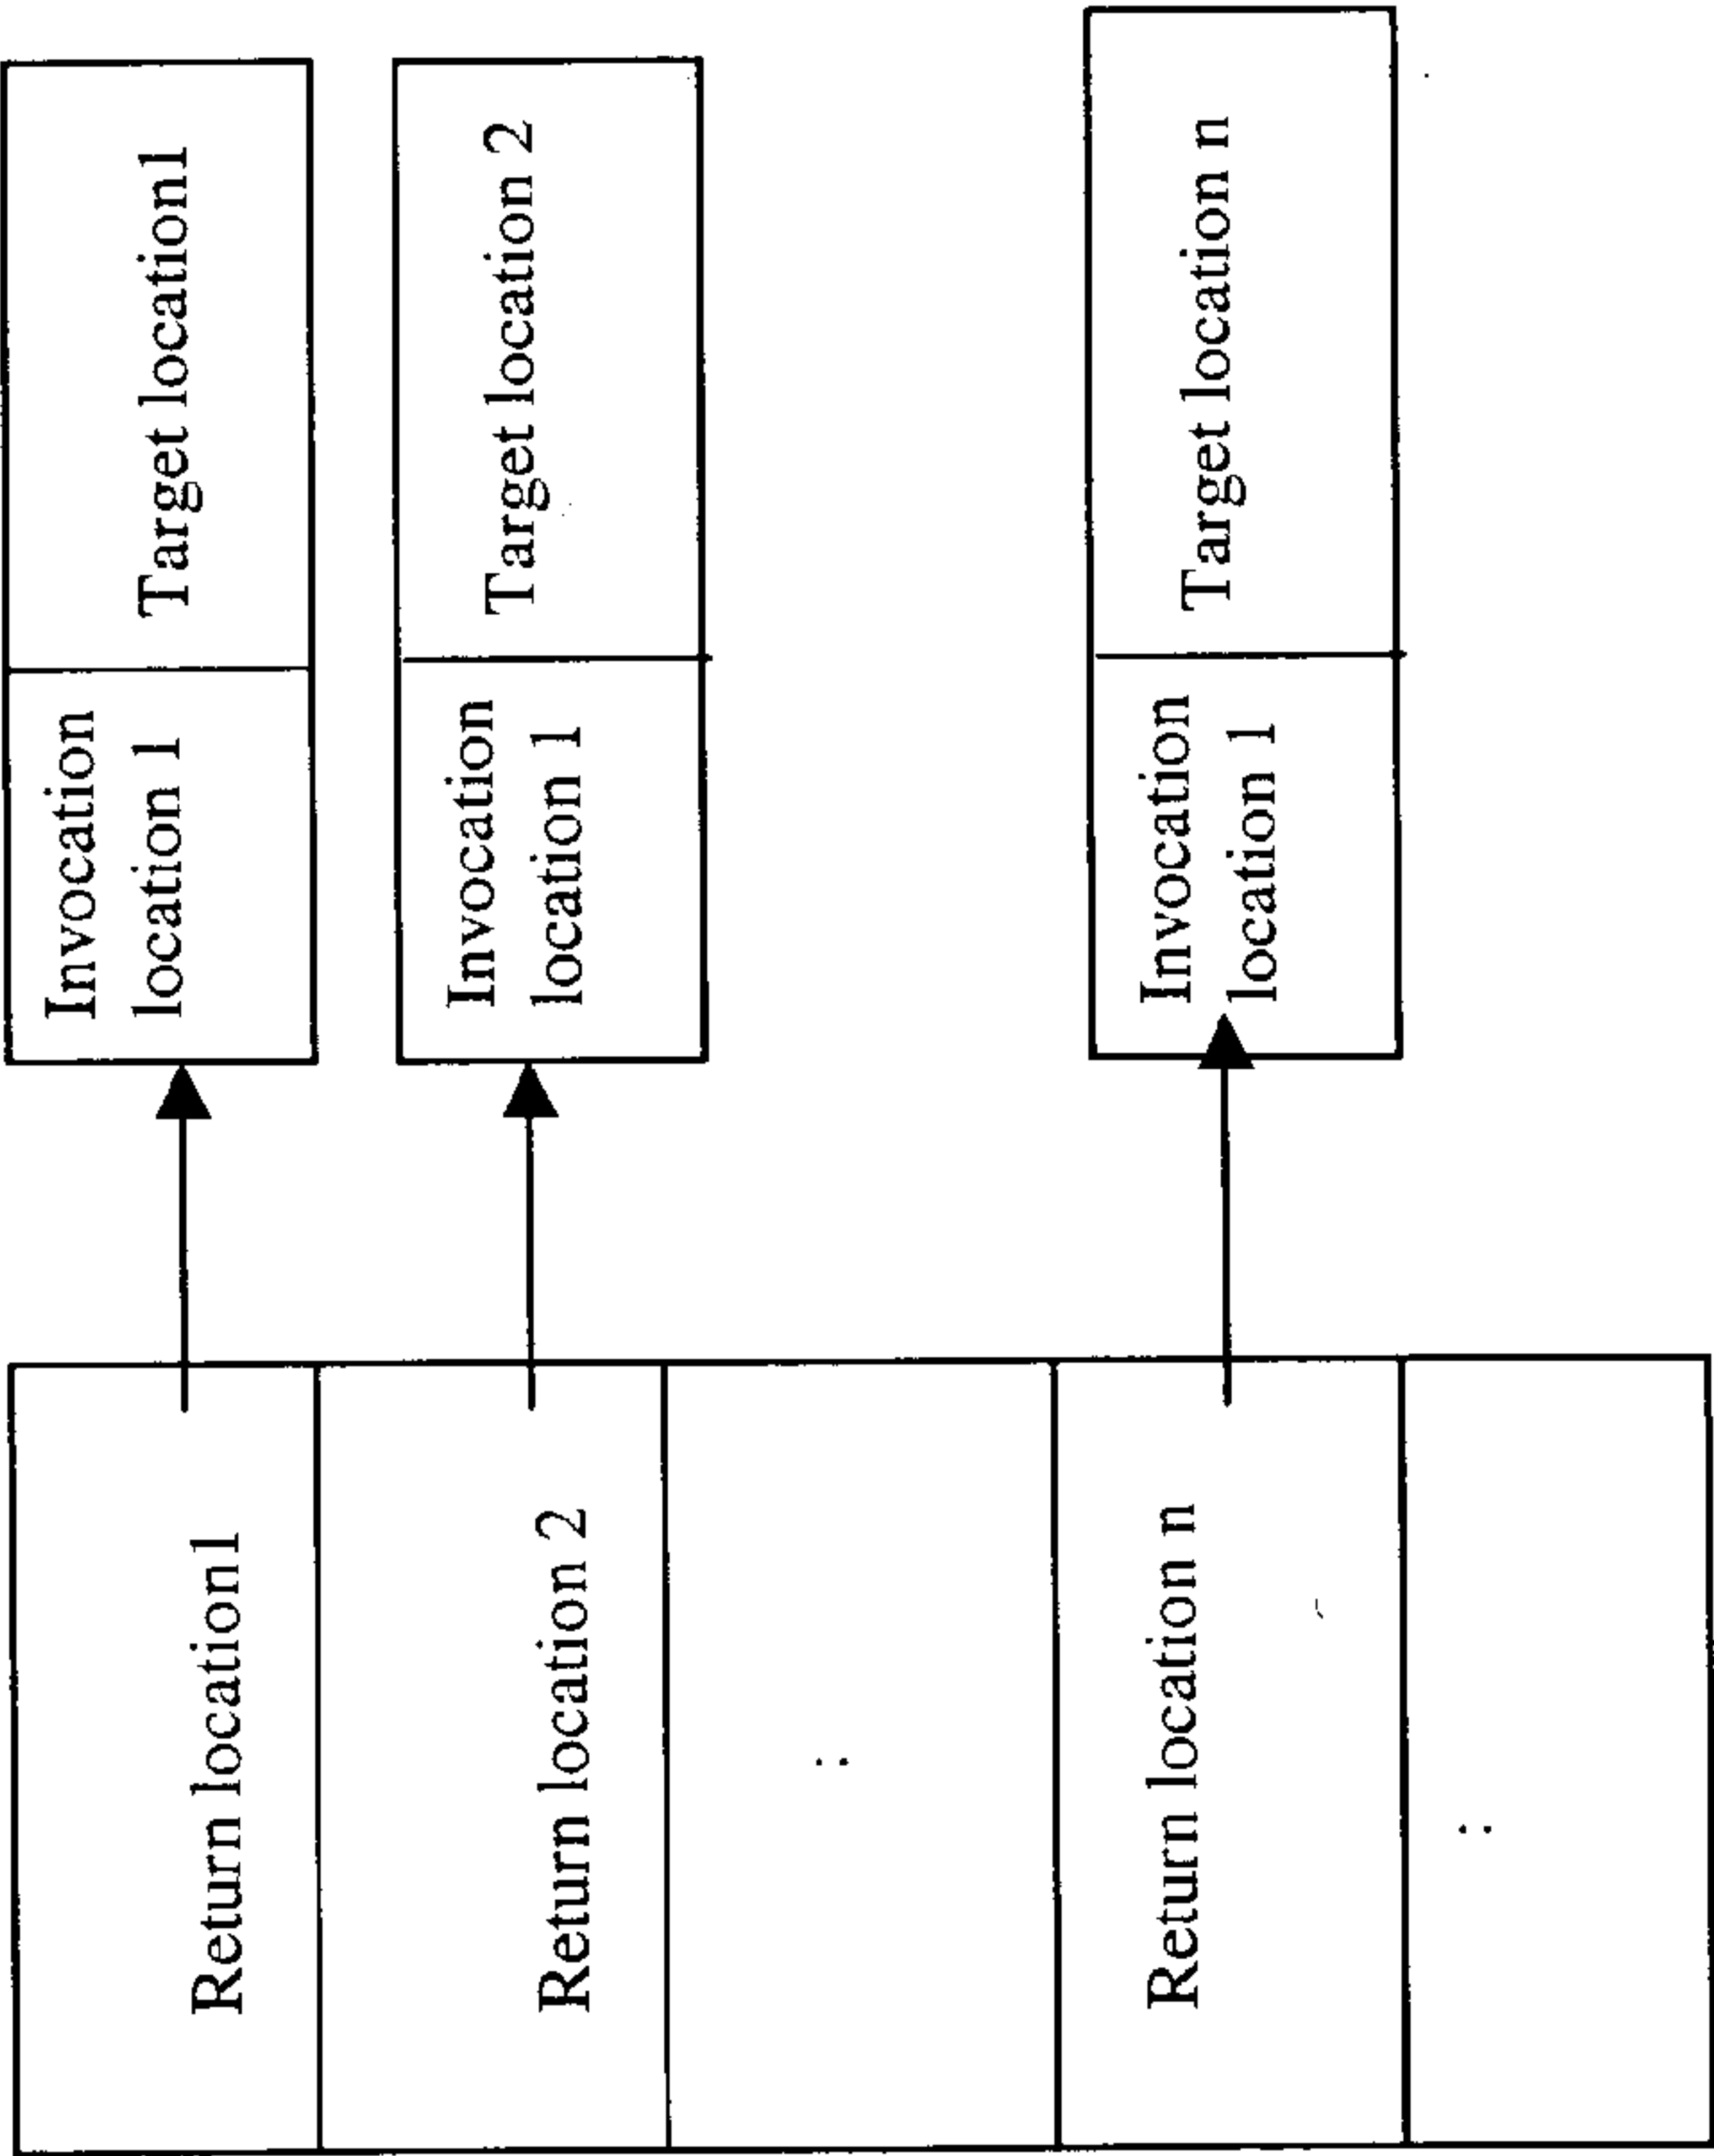 Return location1
Invocation
location 1
Target location1
Return location 2
Invocation
location 1
Target location 2
:
Return location n
Invocation
location 1
Target location n
: